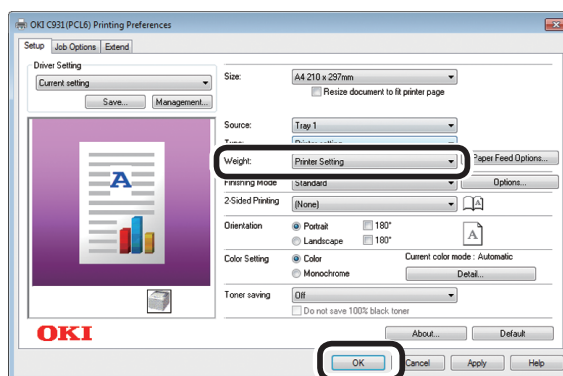 OKI C931(PCL6) Printing Preferences
Setup Job Options Extend
Driver Setting
Current setting
Save... Management...
A
OKI
Size: A4 210 x 297mm
Resize document to fit printer page
Source: Tray 1
Type: Printer setting
Weight: Printer Setting Paper Feed Options...
Finishing Mode Standard Options...
2-Sided Printing (None) A
Orientation Portrait 180°
Landscape 180° A
Color Setting Color Current color mode : Automatic
Monochrome Detail...
Toner saving Off
Do not save 100% black toner
About... Default
OK Cancel Apply Help